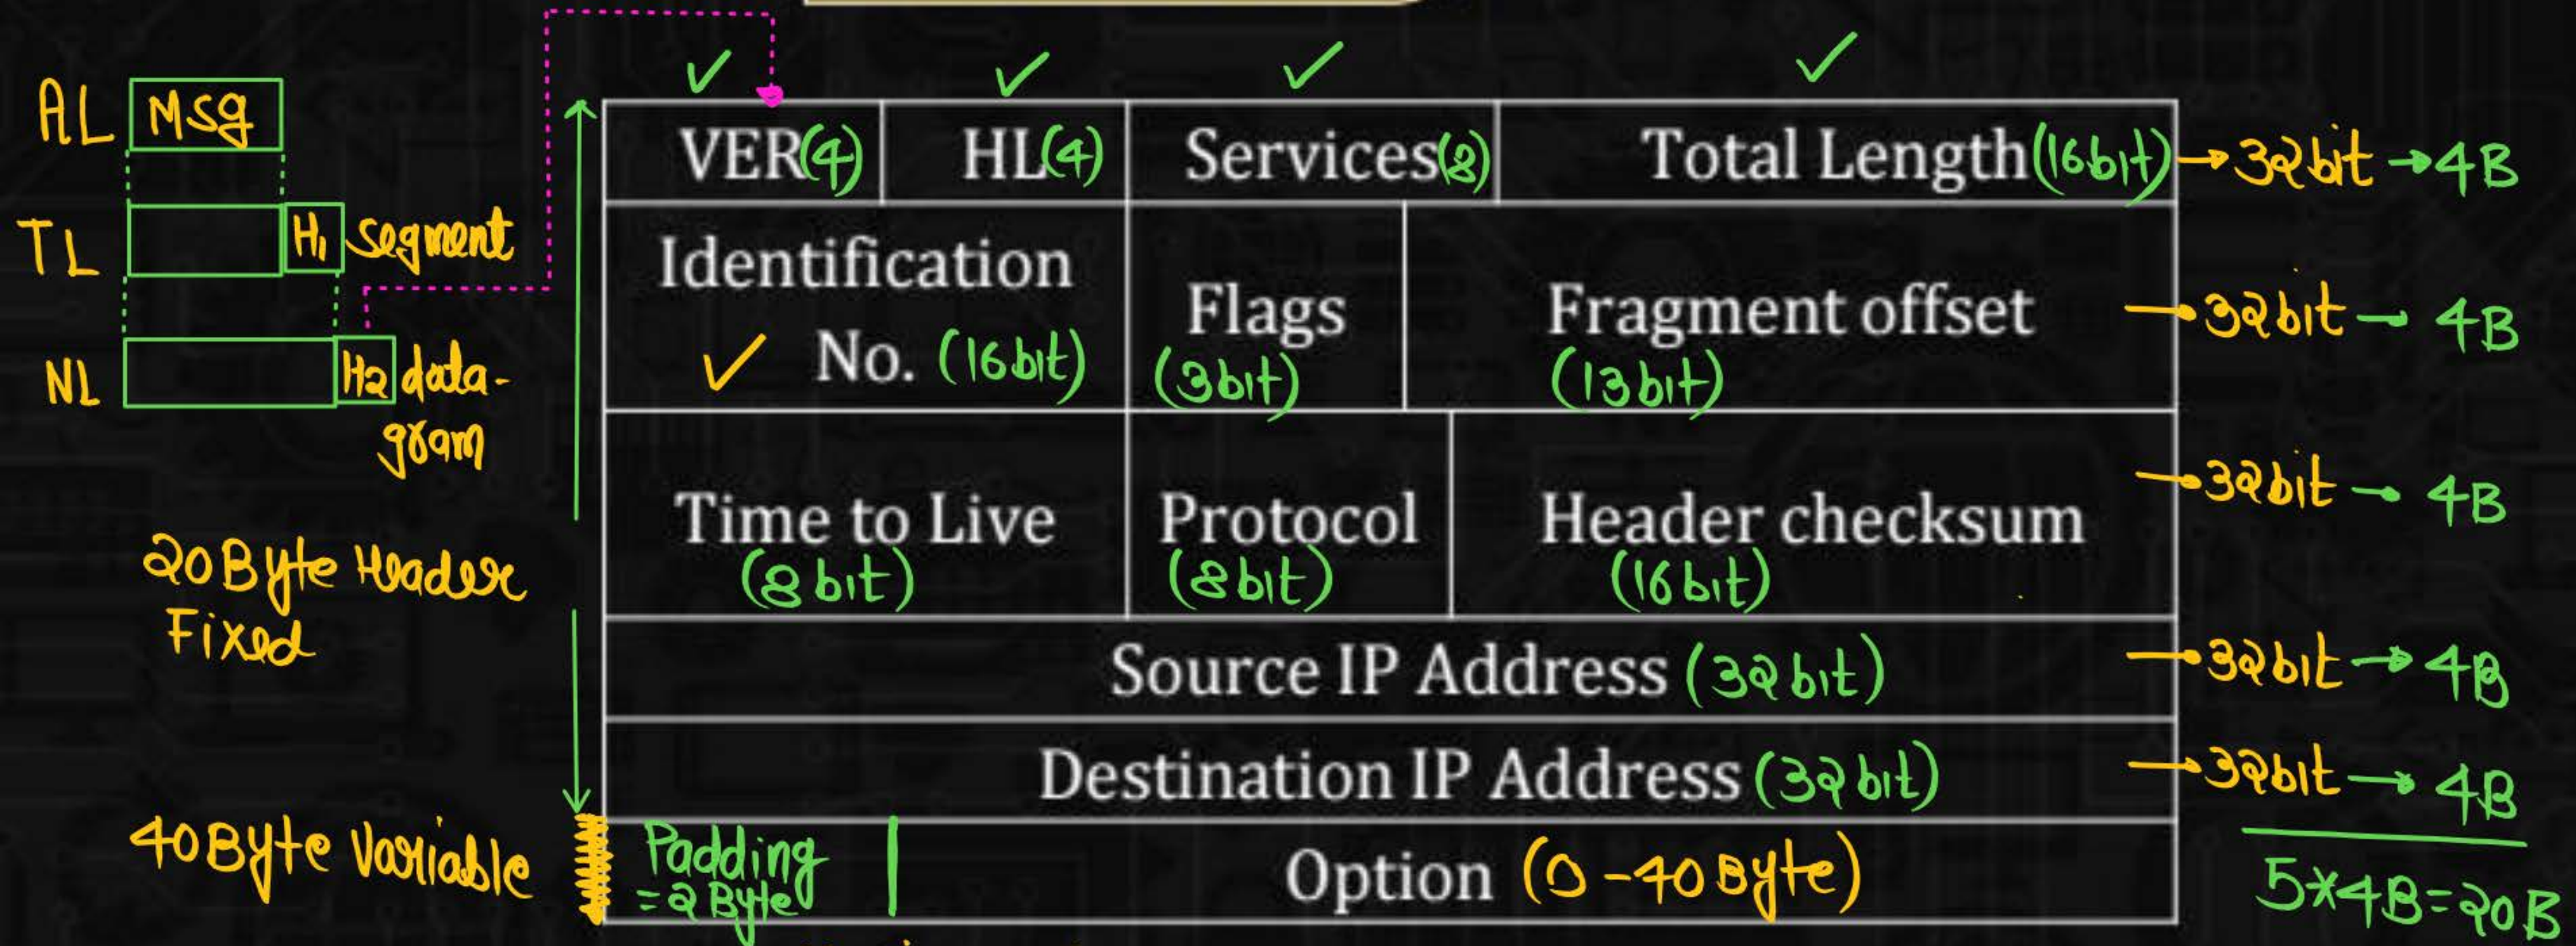 AL Msg
TL H1 segment
NL H2 data-
gram
20 Byte Header
Fixed
40 Byte Variable
VER(4) HL(4) Services(8) Total Length(16bit) →32bit →4B
Identification
No. (16bit)
Flags
(3bit)
Fragment offset
(13bit)
→32bit → 4B
Time to Live
(8bit)
Protocol
(8bit)
Header checksum
(16bit)
→32bit → 4B
Source IP Address (32bit) →32bit → 4B
Destination IP Address (32bit) →32bit → 4B
Padding
=2 Byte
Option (0-40 Byte)
5*4B=20B